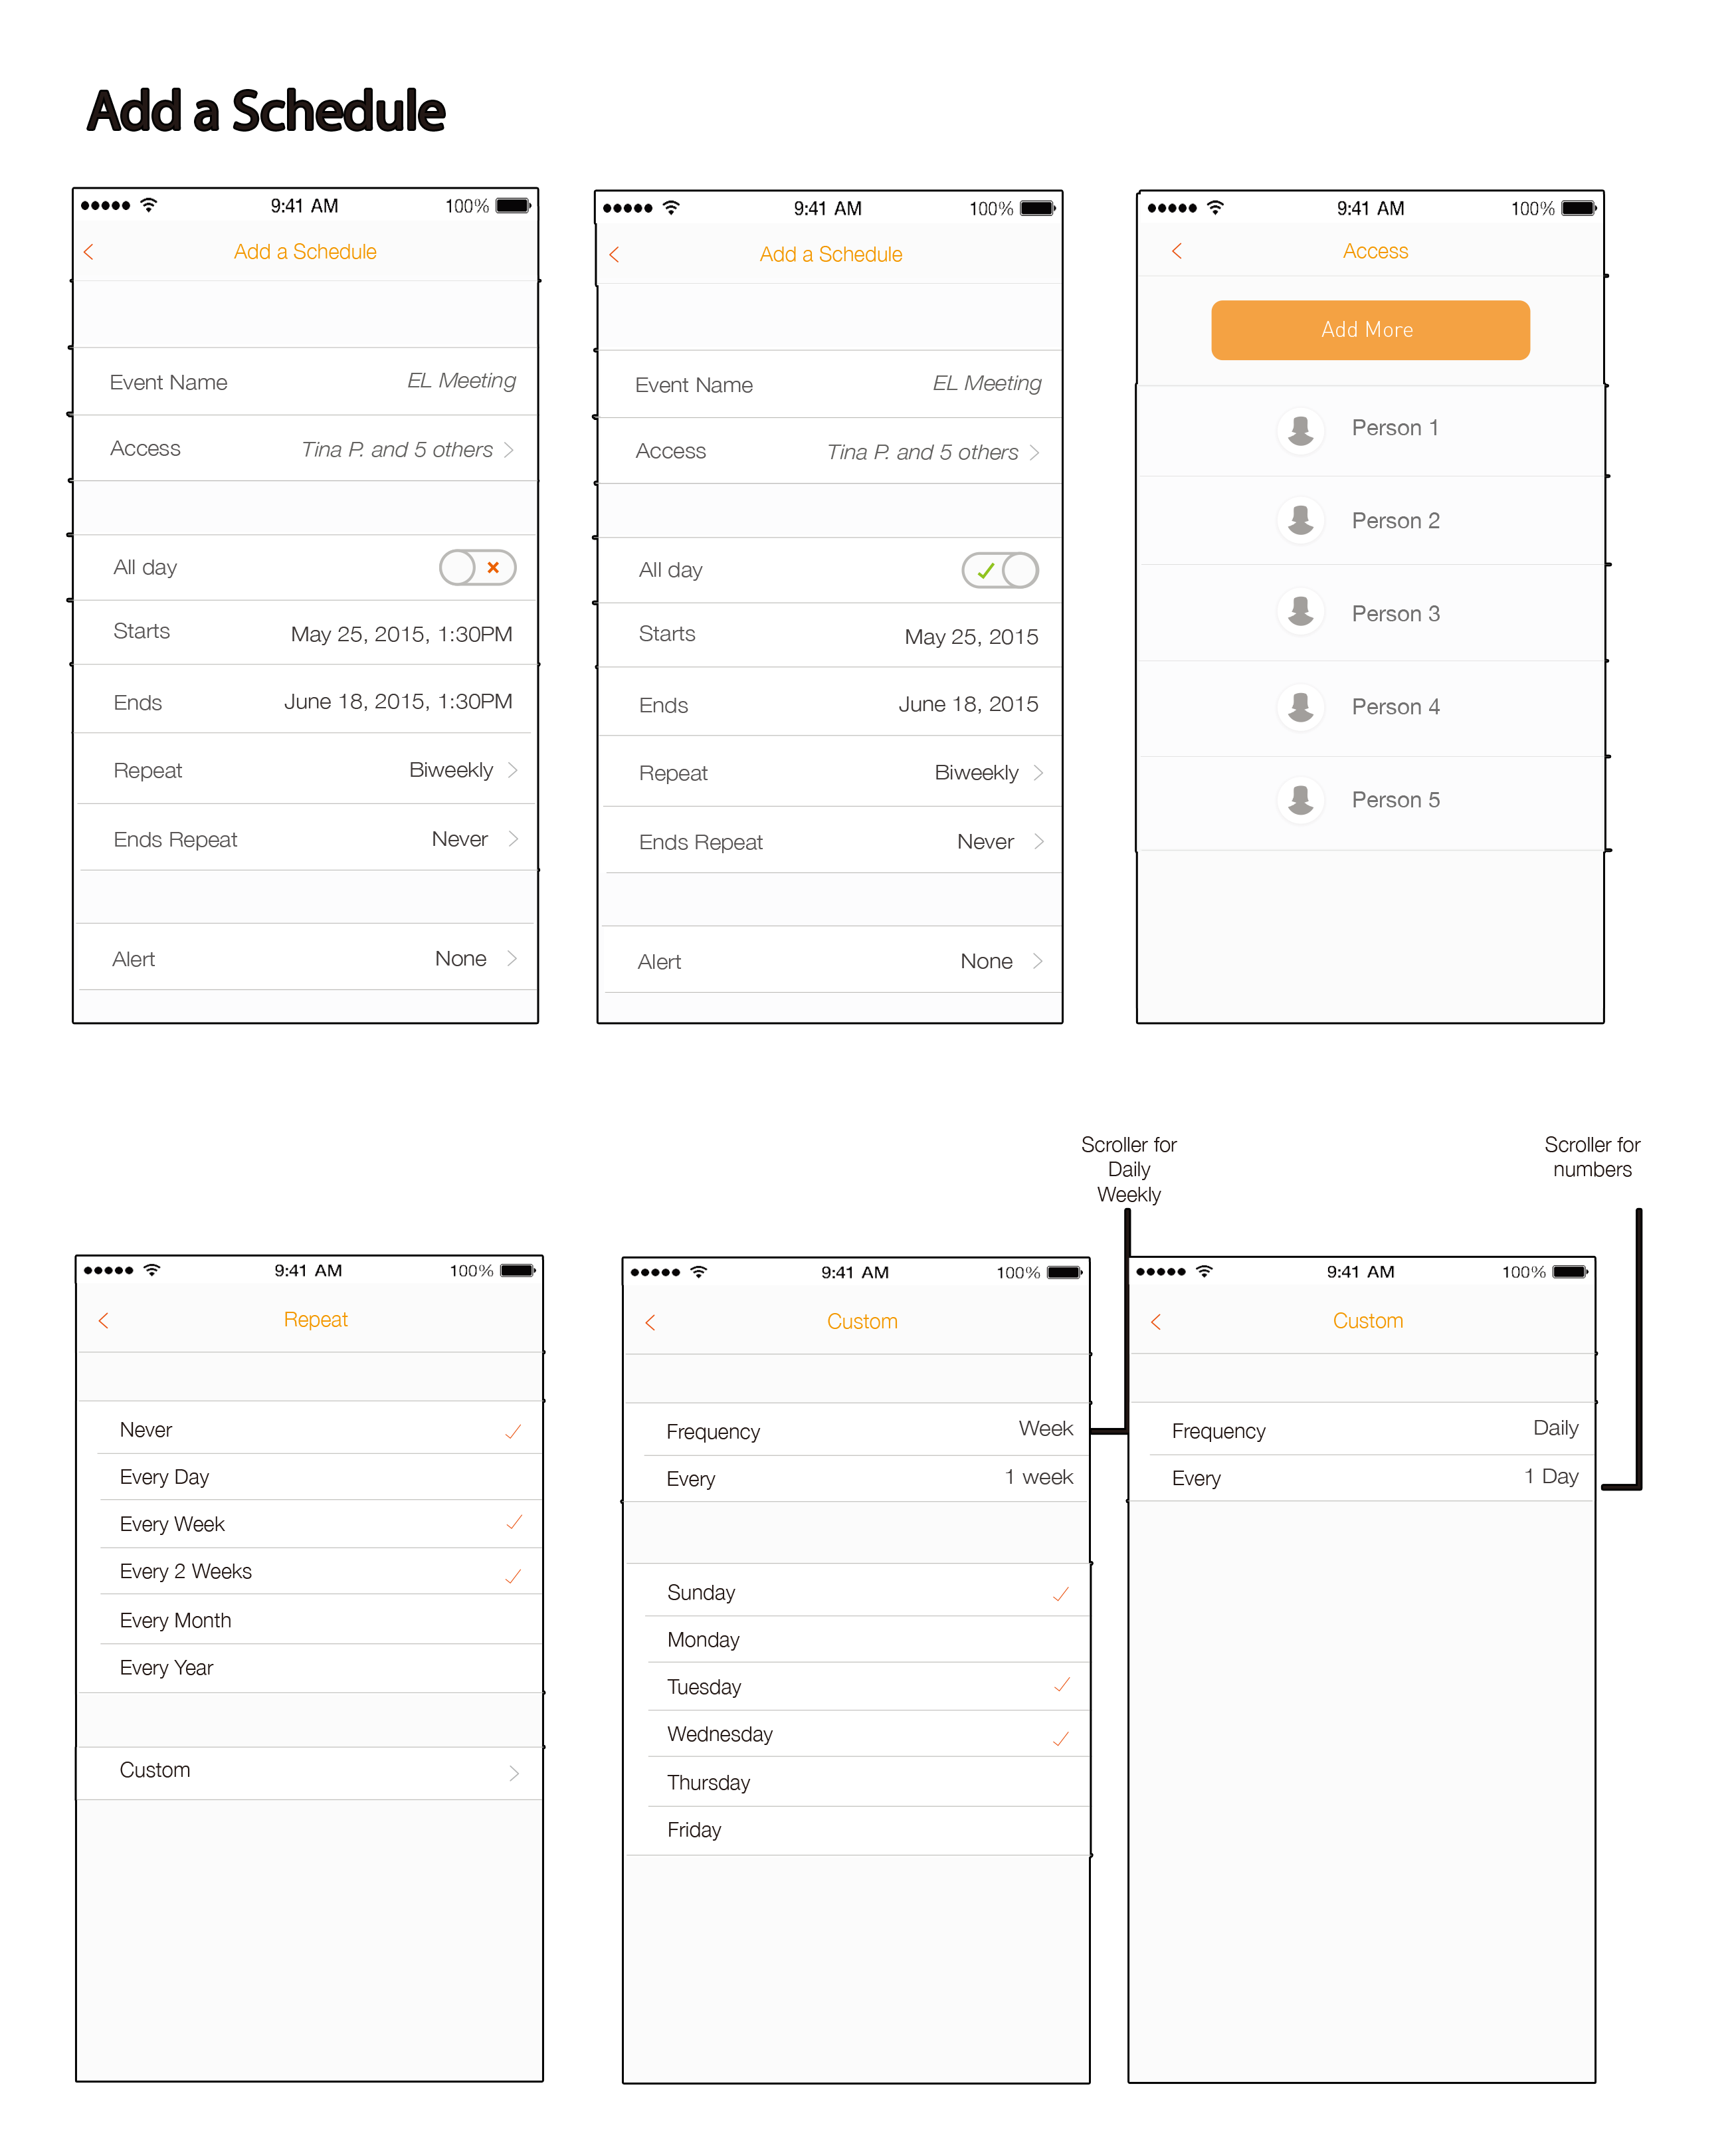 Add a Schedule
9:41 AM 100%
Add a Schedule
Event Name EL Meeting
Access Tina P. and 5 others
All day
Starts May 25, 2015, 1:30PM
Ends June 18, 2015, 1:30PM
Repeat Biweekly
Ends Repeat Never
Alert None
9:41 AM 100%
Add a Schedule
Event Name EL Meeting
Access Tina P. and 5 others
All day
Starts May 25, 2015
Ends June 18, 2015
Repeat Biweekly
Ends Repeat Never
Alert None
9:41 AM 100%
Access
Add More
Person 1
Person 2
Person 3
Person 4
Person 5
Scroller for
Daily
Weekly
Scroller for
numbers
9:41 AM 100%
Repeat
Never
Every Day
Every Week
Every 2 Weeks
Every Month
Every Year
Custom
9:41 AM 100%
Custom
Frequency Week
Every 1 week
Sunday
Monday
Tuesday
Wednesday
Thursday
Friday
9:41 AM 100%
Custom
Frequency Daily
Every 1 Day